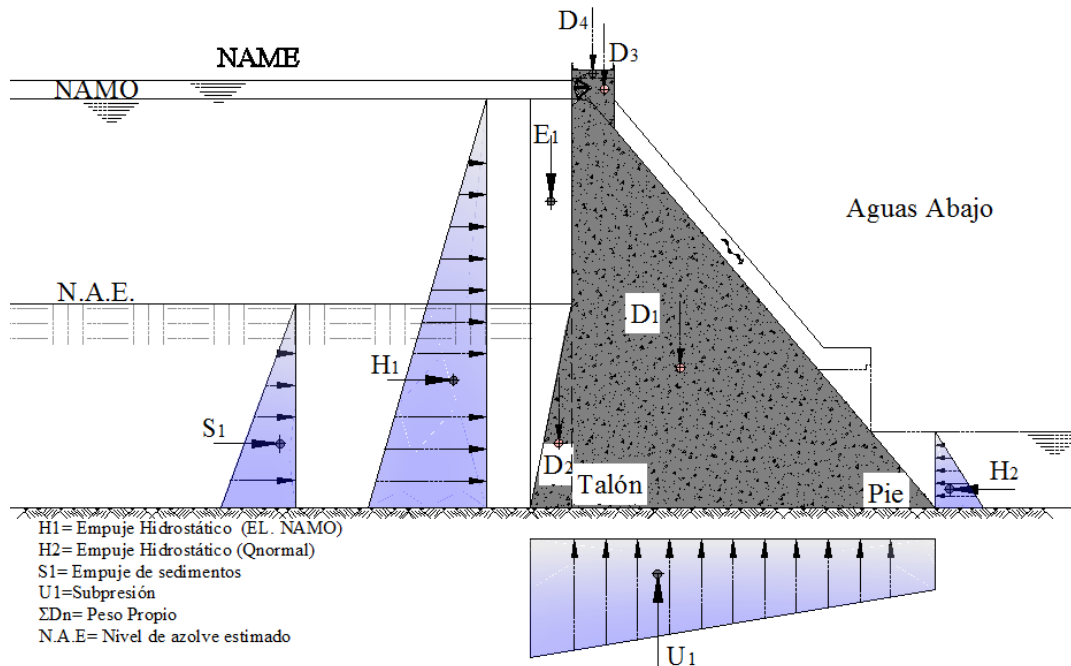 D4
D3
NAME
NAMO
E1
Aguas Abajo
N.A.E.
D1
H1
S1
D2
Talón
Pie
H2
H1= Empuje Hidrostático (EL. NAMO)
H2= Empuje Hidrostático (Qnormal)
S1= Empuje de sedimentos
U1=Subpresión
ΣDn= Peso Propio
N.A.E= Nivel de azolve estimado
U1